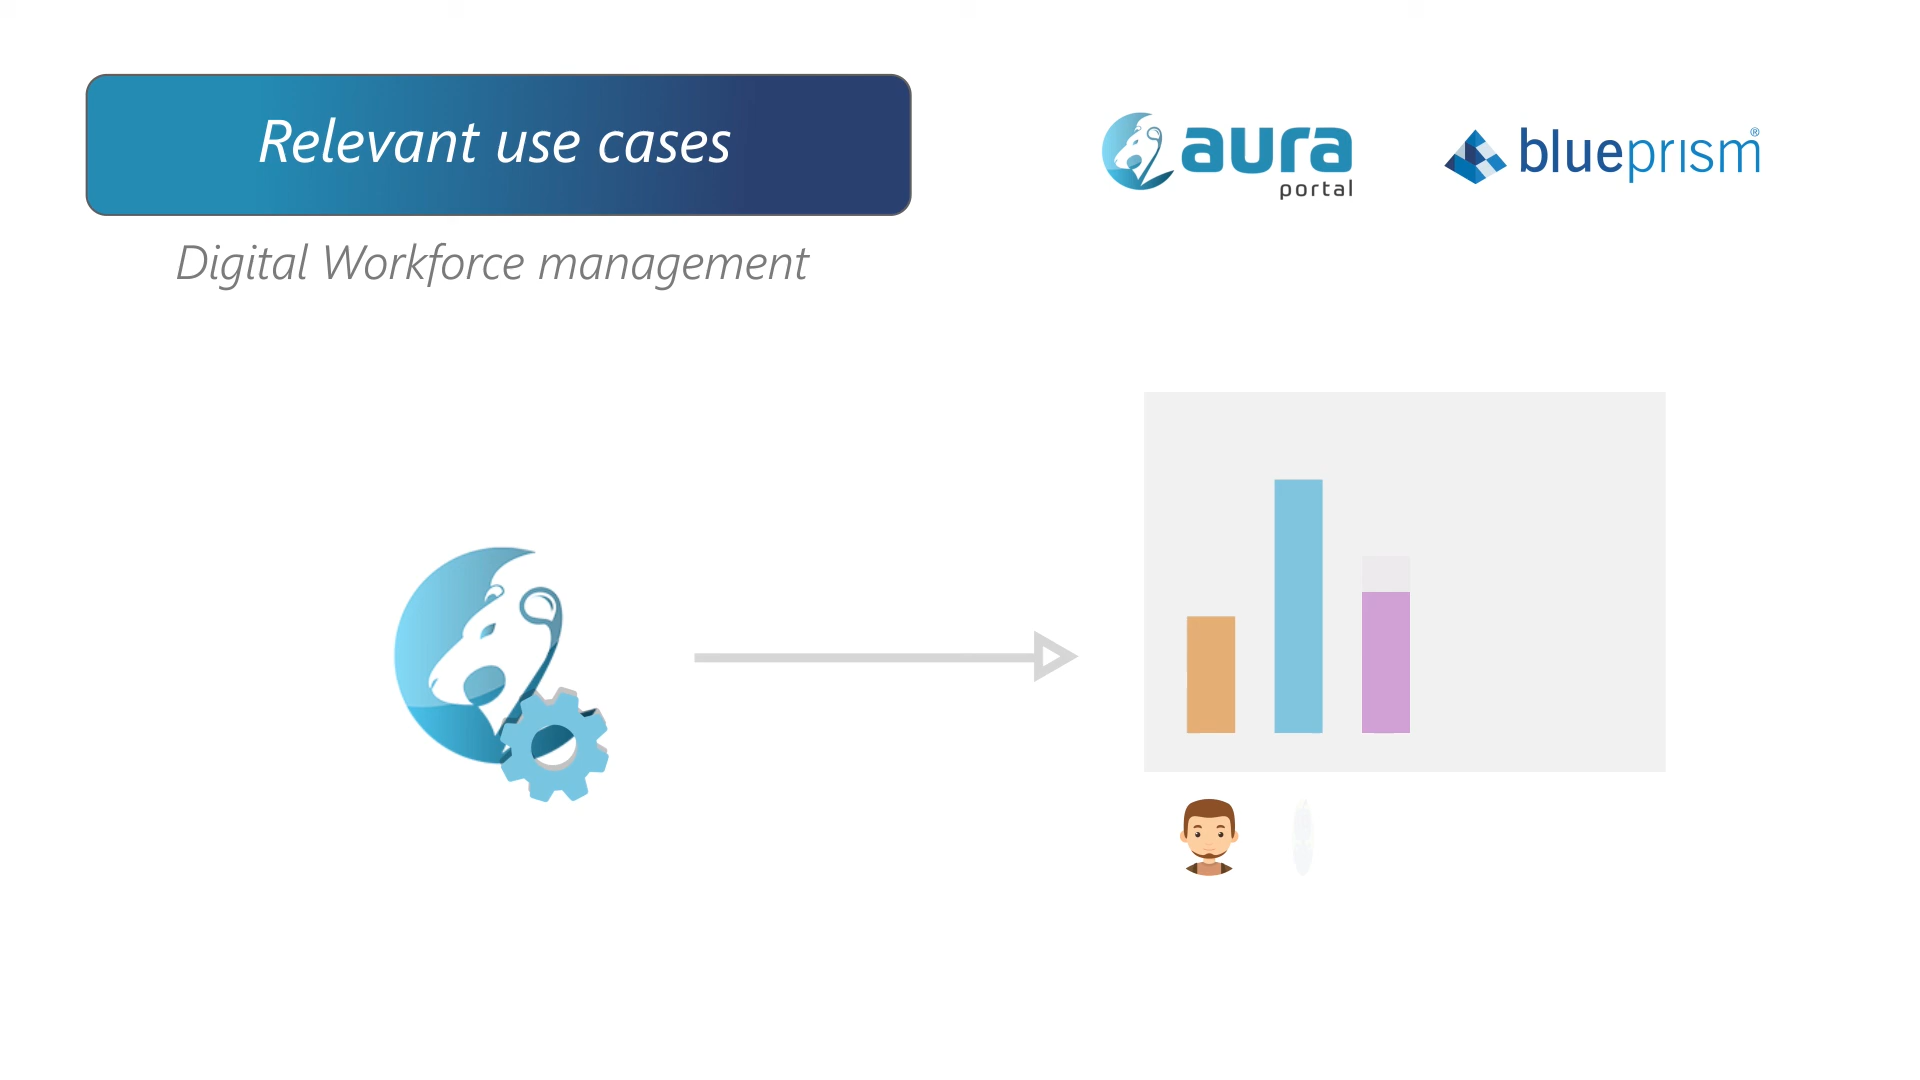 Relevant use cases
Digital Workforce management
aura
portal
blueprism®